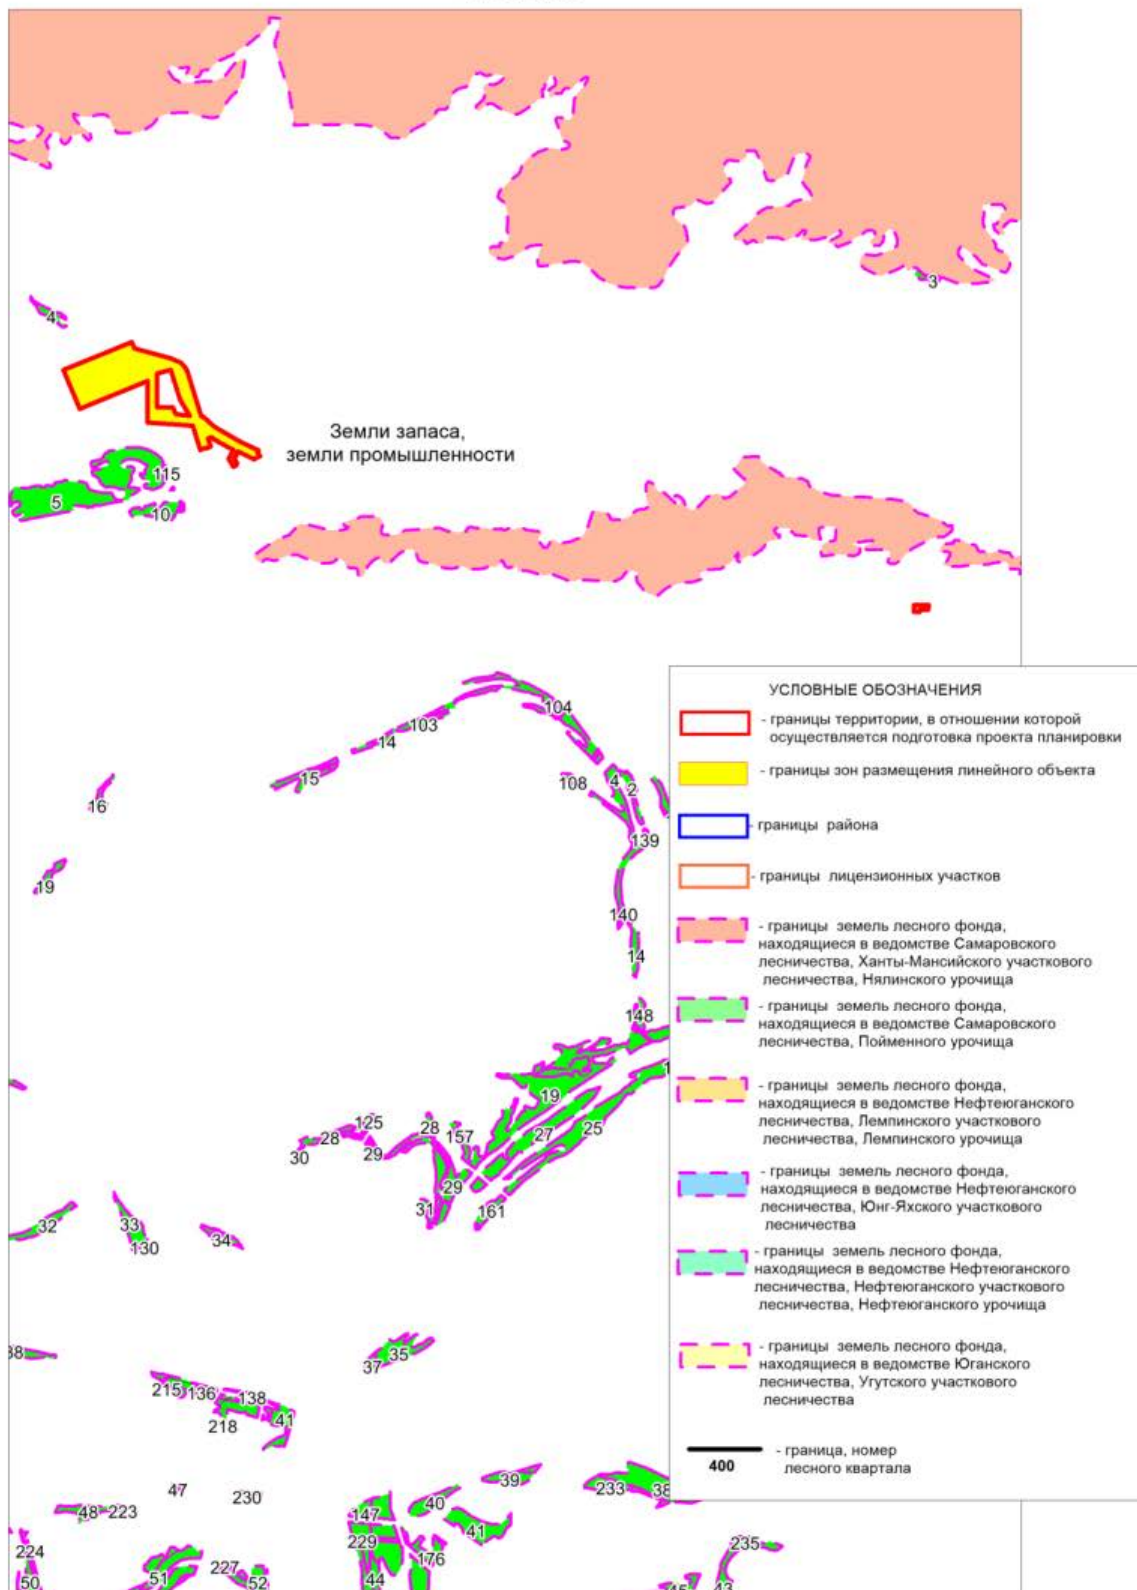 3
4
Земли запаса,
земли промышленности
115
5
10
УСЛОВНЫЕ ОБОЗНАЧЕНИЯ
- границы территории, в отношении которой
осуществляется подготовка проекта планировки
- границы зон размещения линейного объекта
- границы района
- границы лицензионных участков
- границы земель лесного фонда,
находящиеся в ведомстве Самаровского
лесничества, Ханты-Мансийского участкового
лесничества, Нялинского урочища
- границы земель лесного фонда,
находящиеся в ведомстве Самаровского
лесничества, Пойменного урочища
- границы земель лесного фонда,
находящиеся в ведомстве Нефтеюганского
лесничества, Лемпинского участкового
лесничества, Лемпинского урочища
- границы земель лесного фонда,
находящиеся в ведомстве Нефтеюганского
лесничества, Юнг-Яхского участкового
лесничества
- границы земель лесного фонда,
находящиеся в ведомстве Нефтеюганского
лесничества, Нефтеюганского участкового
лесничества, Нефтеюганского урочища
- границы земель лесного фонда,
находящиеся в ведомстве Юганского
лесничества, Угутского участкового
лесничества
400
- граница, номер
лесного квартала
104
103
14
15
108
4
2
16
139
19
140
14
148
19
125
28
28
157
27
25
30
29
29
31
161
32
33
130
34
35
37
215
136
138
218
41
39
233
38
47
230
40
48
223
147
41
229
176
235
224
227
50
51
52
44